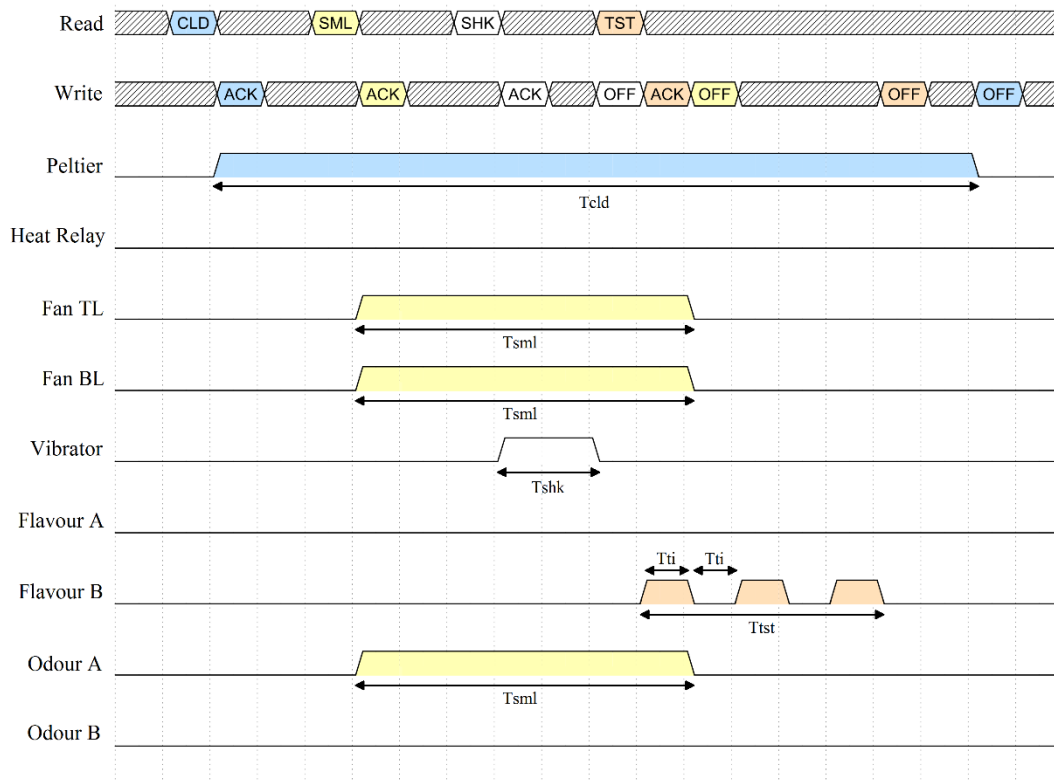 Read CLD SML SHK TST
Write ACK ACK ACK OFF ACK OFF OFF OFF
Peltier
Tcld
Heat Relay
Fan TL
Tsml
Fan BL
Tsml
Vibrator
Tshk
Flavour A
Tti Tti
Flavour B
Ttst
Odour A
Tsml
Odour B